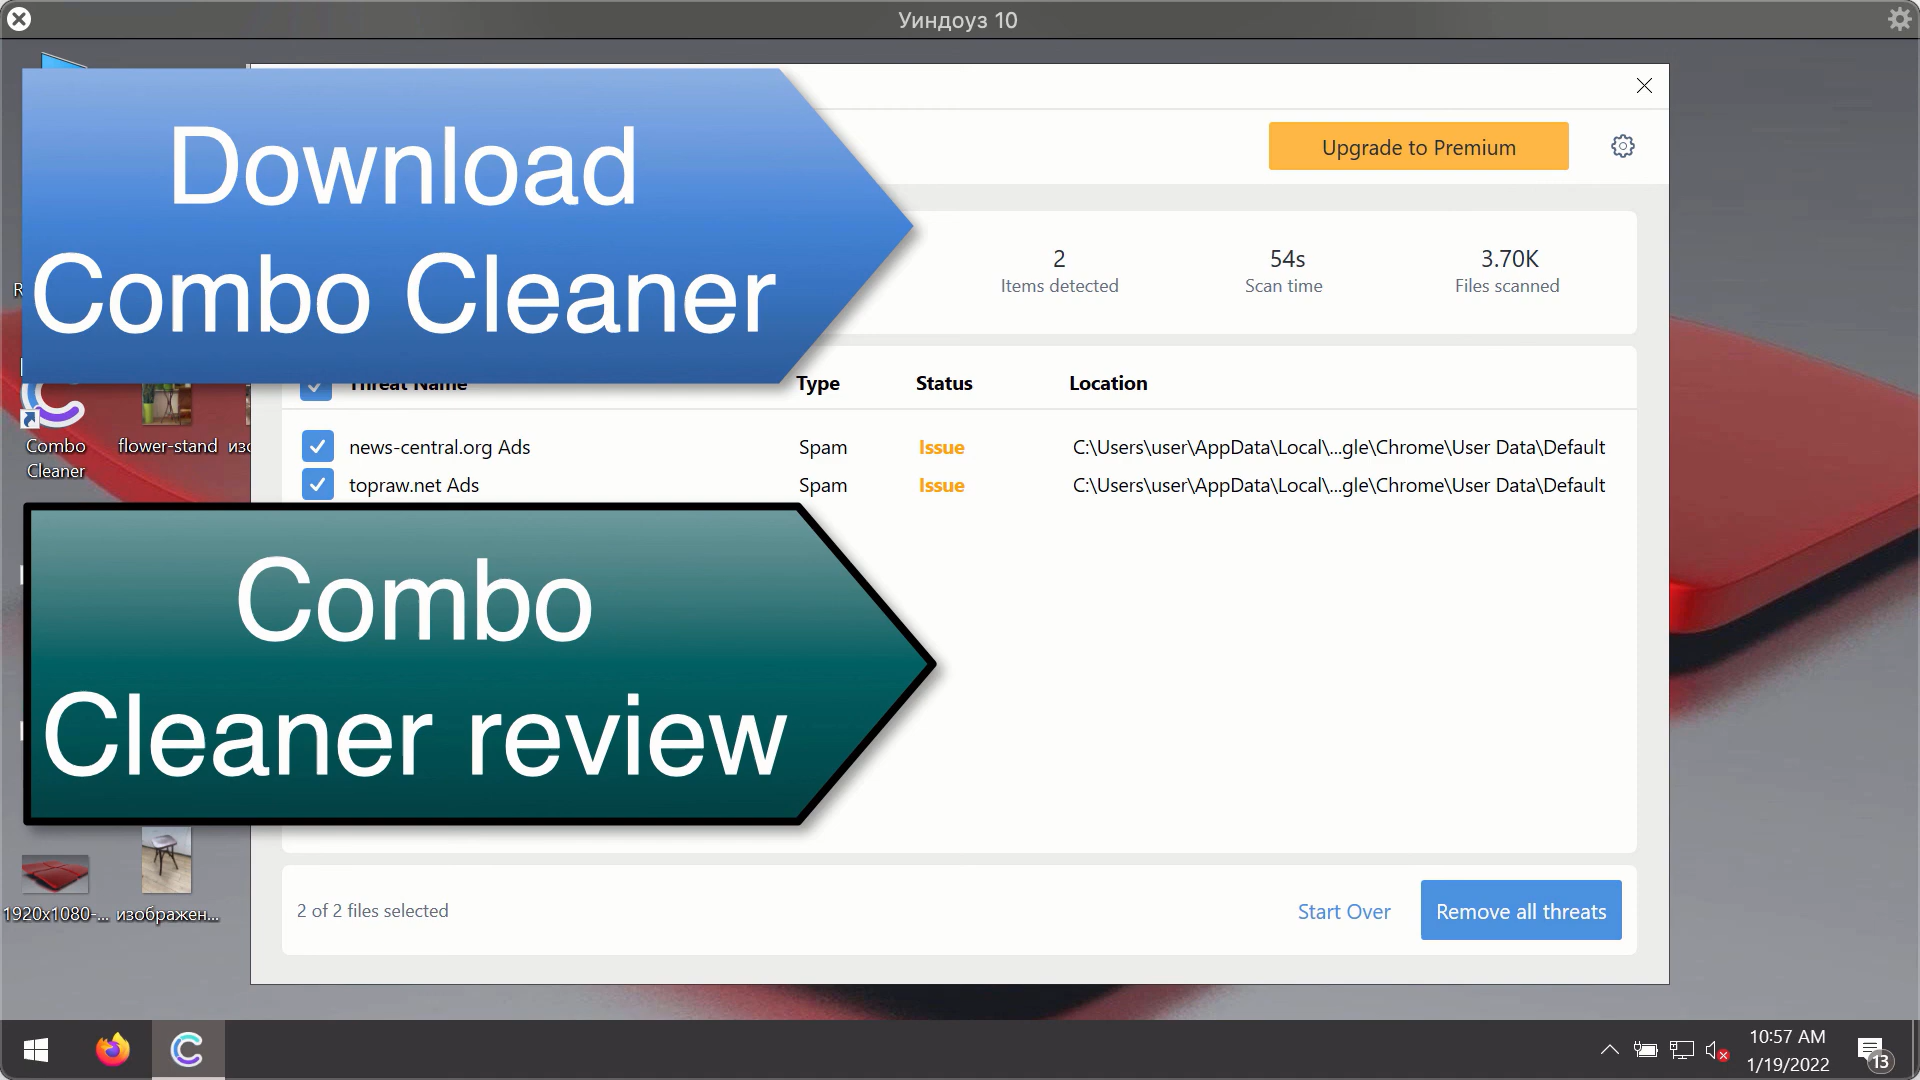 Уиндоуз 10
Download
Combo Cleaner
Upgrade to Premium
2
Items detected
54s
Scan time
3.70K
Files scanned
Threat Name Type Status Location
news-central.org Ads Spam Issue C:\Users\user\AppData\Local\...gle\Chrome\User Data\Default
topraw.net Ads Spam Issue C:\Users\user\AppData\Local\...gle\Chrome\User Data\Default
Combo
Cleaner
flower-stand
изо
Combo
Cleaner review
1920x1080-...
изображен...
2 of 2 files selected
Start Over
Remove all threats
10:57 AM
1/19/2022
13